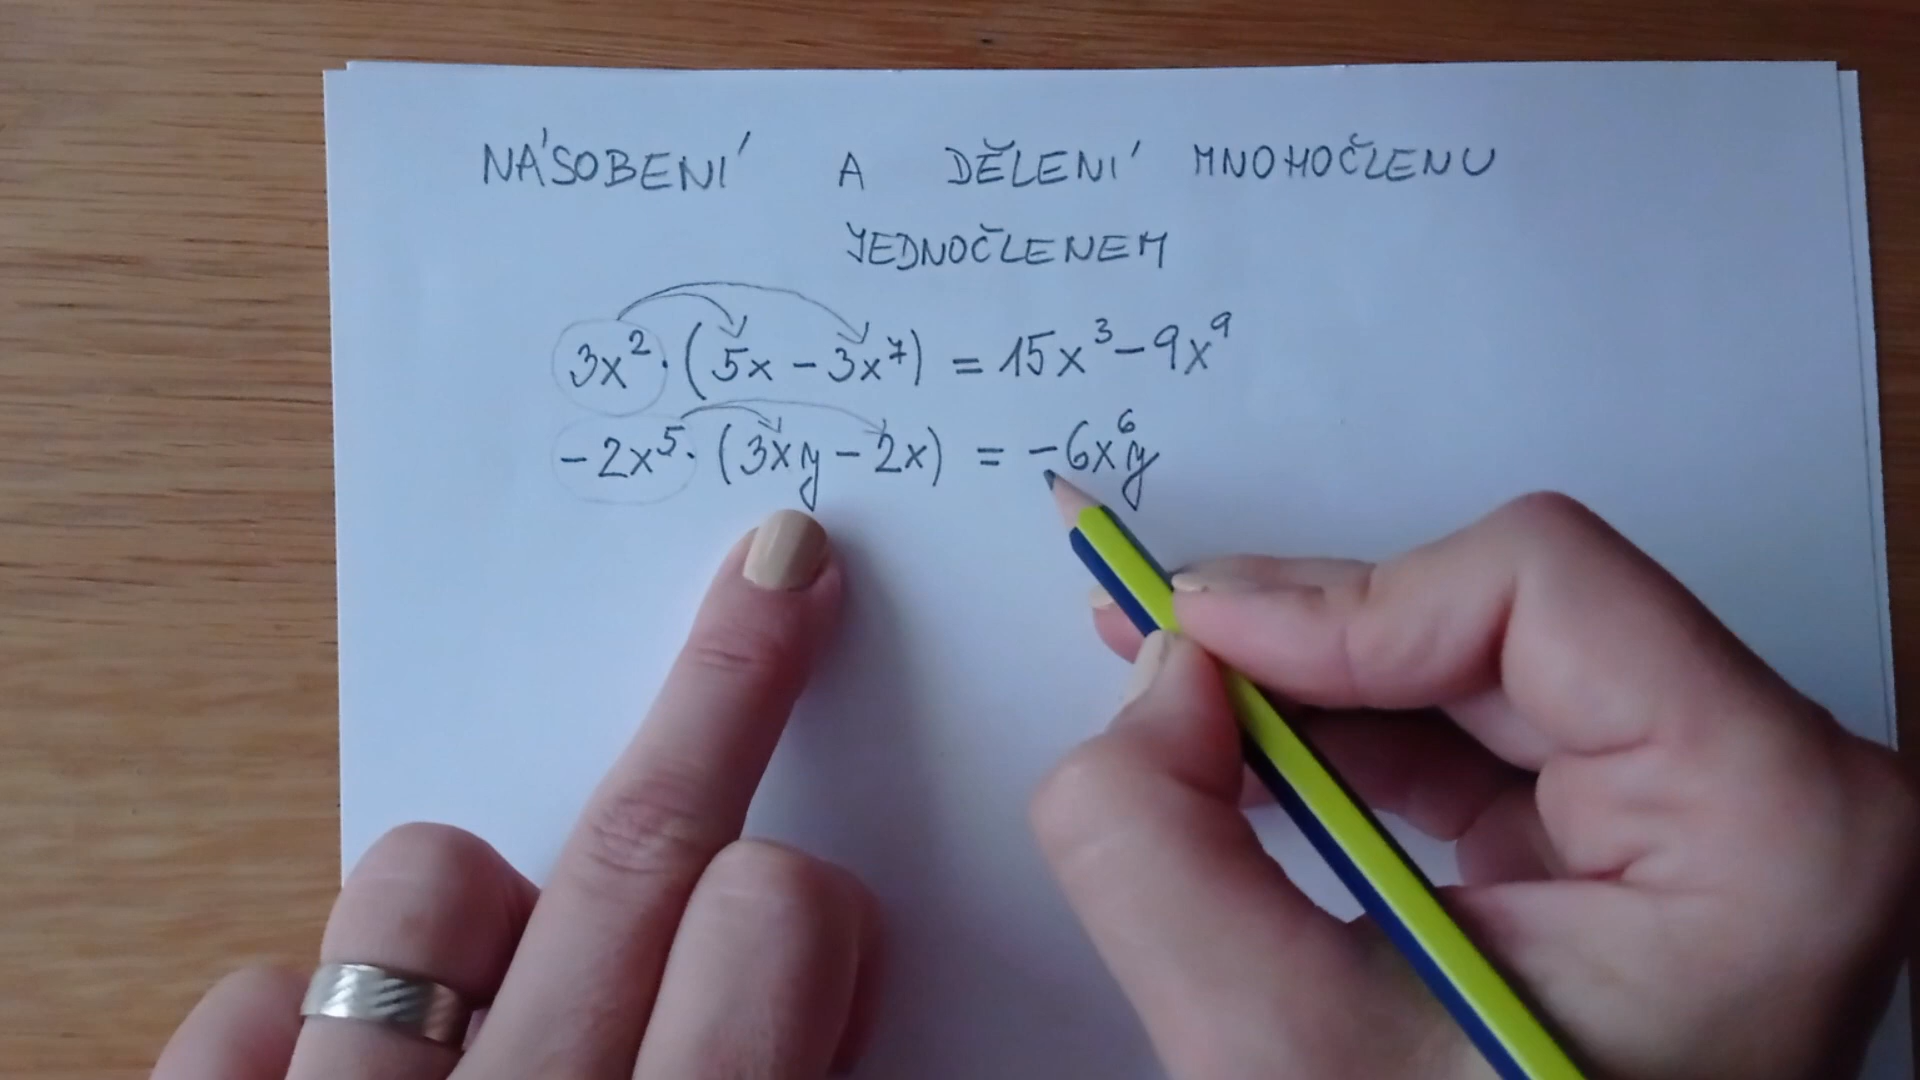 NÁSOBENÍ A DĚLENÍ MNOHOČLENU
JEDNOČLENEM
3x² · (5x − 3x⁷) = 15x³ − 9x⁹
−2x⁵ · (3xy − 2x) = −6x⁶y